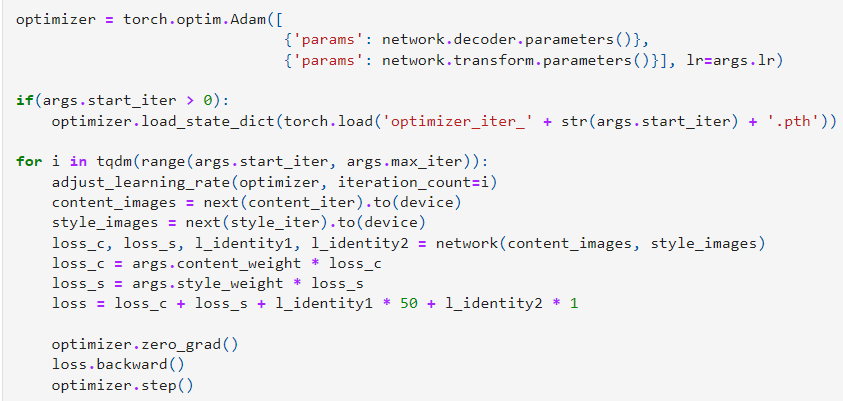 optimizer = torch.optim.Adam([
                              {'params': network.decoder.parameters()},
                              {'params': network.transform.parameters()}], lr=args.lr)

if(args.start_iter > 0):
    optimizer.load_state_dict(torch.load('optimizer_iter_' + str(args.start_iter) + '.pth'))

for i in tqdm(range(args.start_iter, args.max_iter)):
    adjust_learning_rate(optimizer, iteration_count=i)
    content_images = next(content_iter).to(device)
    style_images = next(style_iter).to(device)
    loss_c, loss_s, l_identity1, l_identity2 = network(content_images, style_images)
    loss_c = args.content_weight * loss_c
    loss_s = args.style_weight * loss_s
    loss = loss_c + loss_s + l_identity1 * 50 + l_identity2 * 1

    optimizer.zero_grad()
    loss.backward()
    optimizer.step()